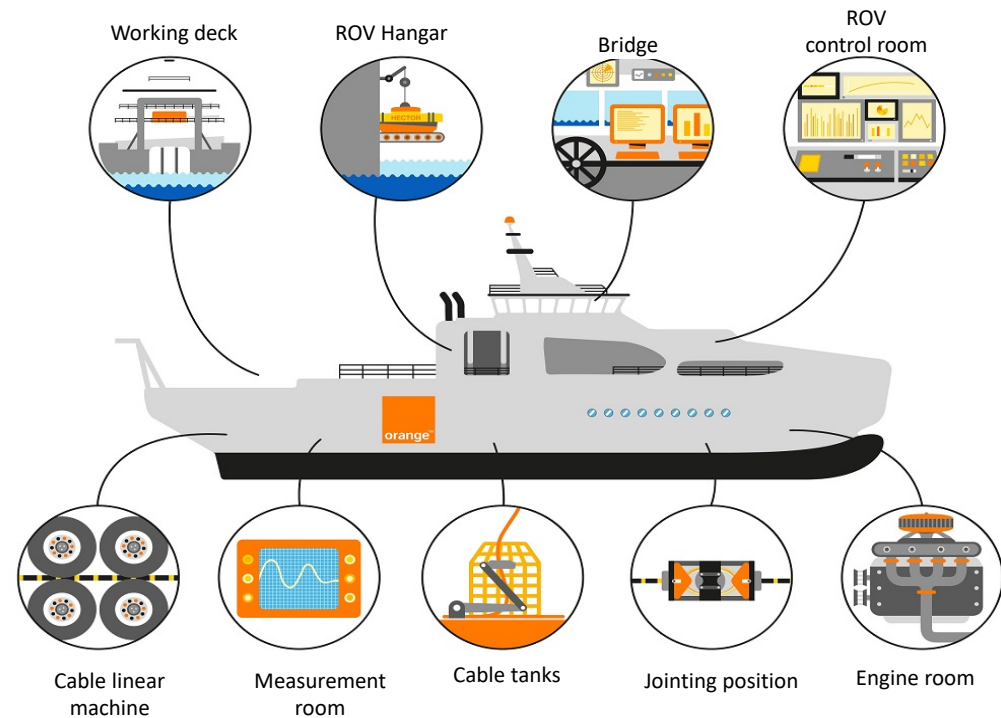 Working deck
ROV Hangar
Bridge
ROV
control room
HECTOR
orange™
Cable linear
machine
Measurement
room
Cable tanks
Jointing position
Engine room